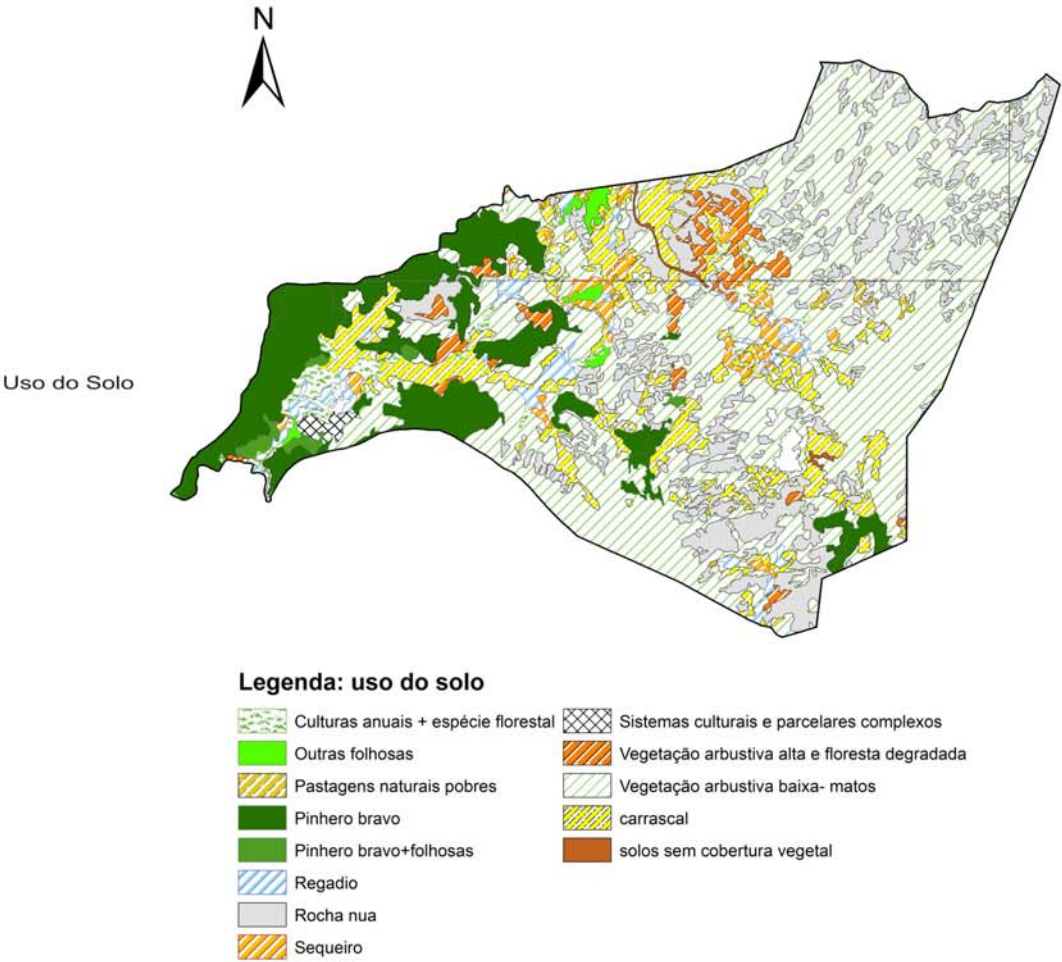 N
Uso do Solo
Legenda: uso do solo
Culturas anuais + espécie florestal
Outras folhosas
Pastagens naturais pobres
Pinhero bravo
Pinhero bravo+folhosas
Regadio
Rocha nua
Sequeiro
Sistemas culturais e parcelares complexos
Vegetação arbustiva alta e floresta degradada
Vegetação arbustiva baixa- matos
carrascal
solos sem cobertura vegetal